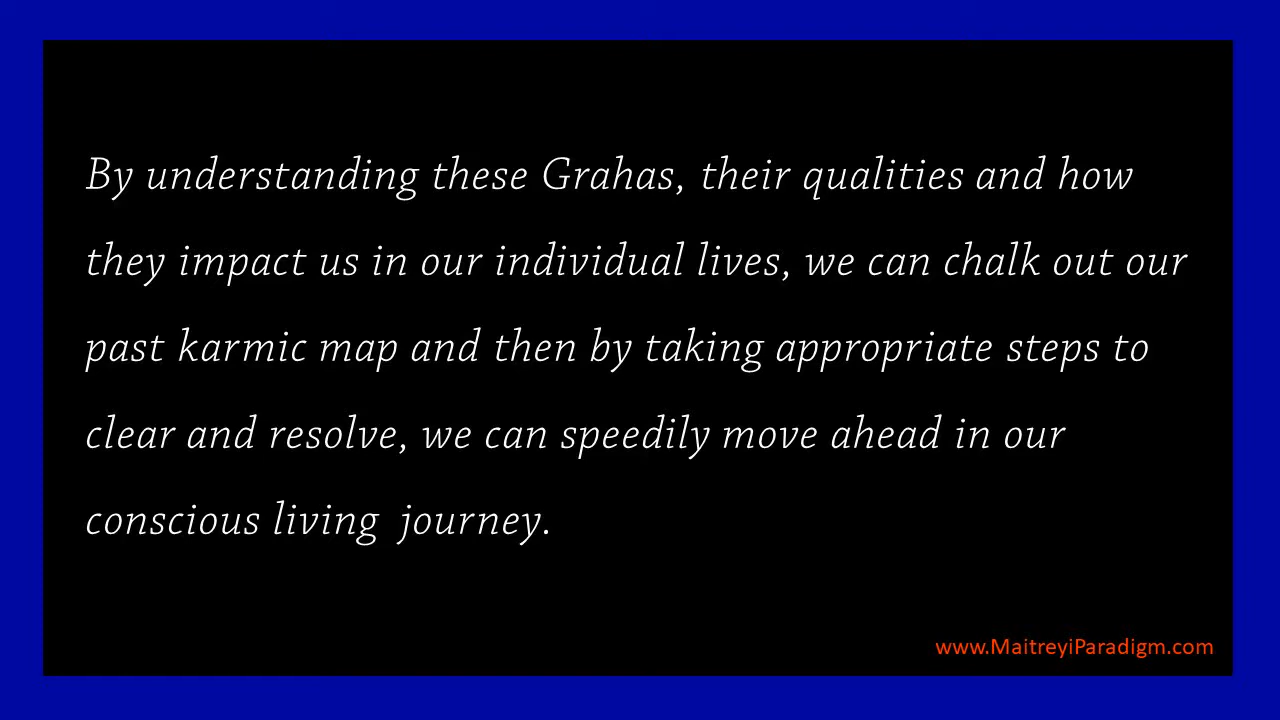 By understanding these Grahas, their qualities and how
they impact us in our individual lives, we can chalk out our
past karmic map and then by taking appropriate steps to
clear and resolve, we can speedily move ahead in our
conscious living  journey.
www.MaitreyiParadigm.com